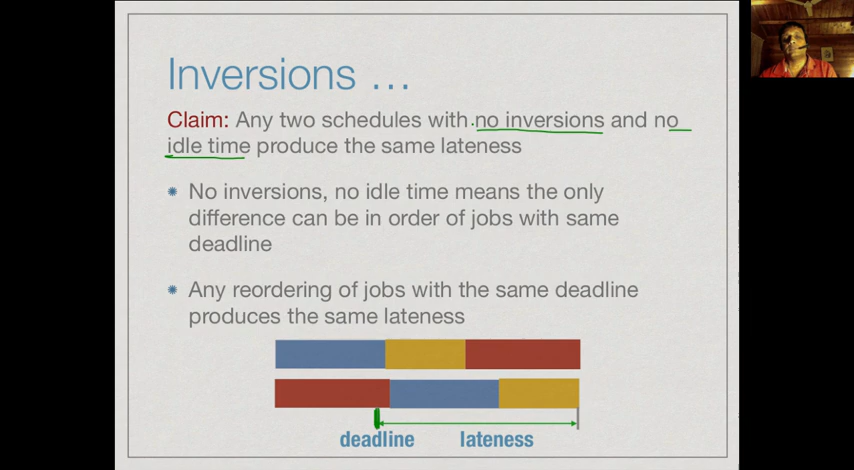 Inversions ...
Claim: Any two schedules with no inversions and no
idle time produce the same lateness
No inversions, no idle time means the only
difference can be in order of jobs with same
deadline
Any reordering of jobs with the same deadline
produces the same lateness
deadline lateness